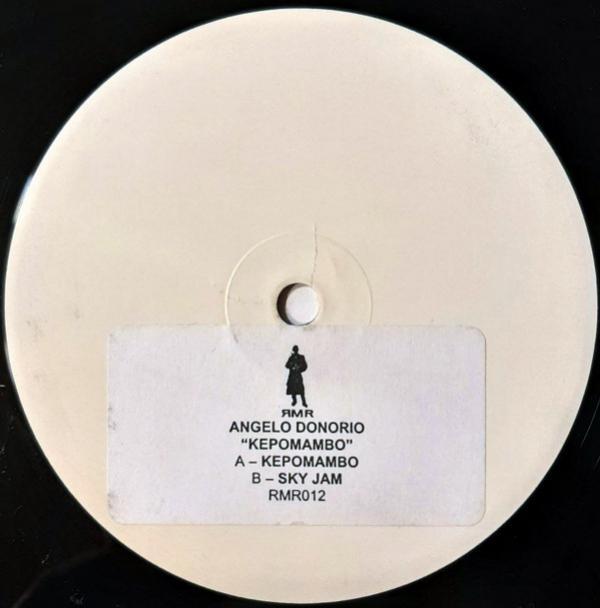 ЯMR
ANGELO DONORIO
“KEPOMAMBO”
A – KEPOMAMBO
B – SKY JAM
RMR012